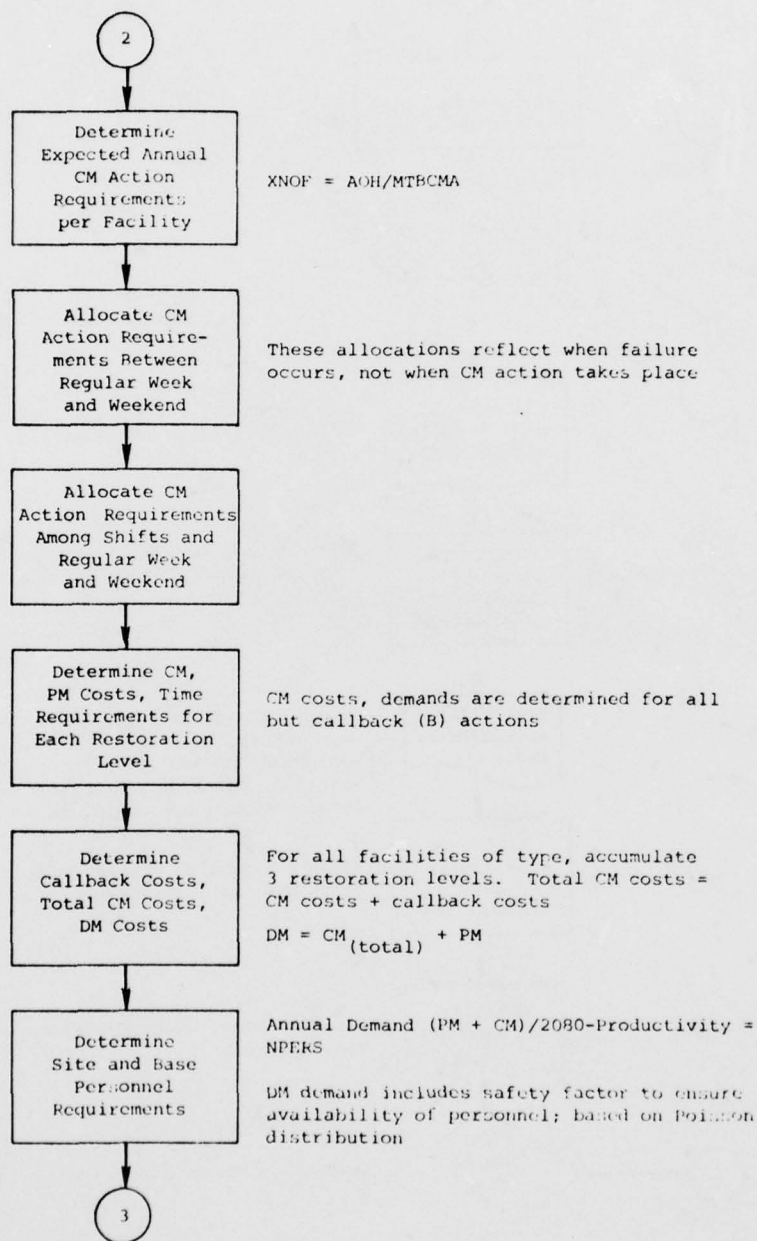 2
Determine
Expected Annual
CM Action
Requirements
per Facility
XNOF = AOH/MTBCMA
Allocate CM
Action Require-
ments Between
Regular Week
and Weekend
These allocations reflect when failure
occurs, not when CM action takes place
Allocate CM
Action Requirements
Among Shifts and
Regular Week
and Weekend
Determine CM,
PM Costs, Time
Requirements for
Each Restoration
Level
CM costs, demands are determined for all
but callback (B) actions
Determine
Callback Costs,
Total CM Costs,
DM Costs
For all facilities of type, accumulate
3 restoration levels. Total CM costs =
CM costs + callback costs
DM = CM(total) + PM
Determine
Site and Base
Personnel
Requirements
Annual Demand (PM + CM)/2080-Productivity =
NPERS
DM demand includes safety factor to ensure
availability of personnel; based on Poisson
distribution
3